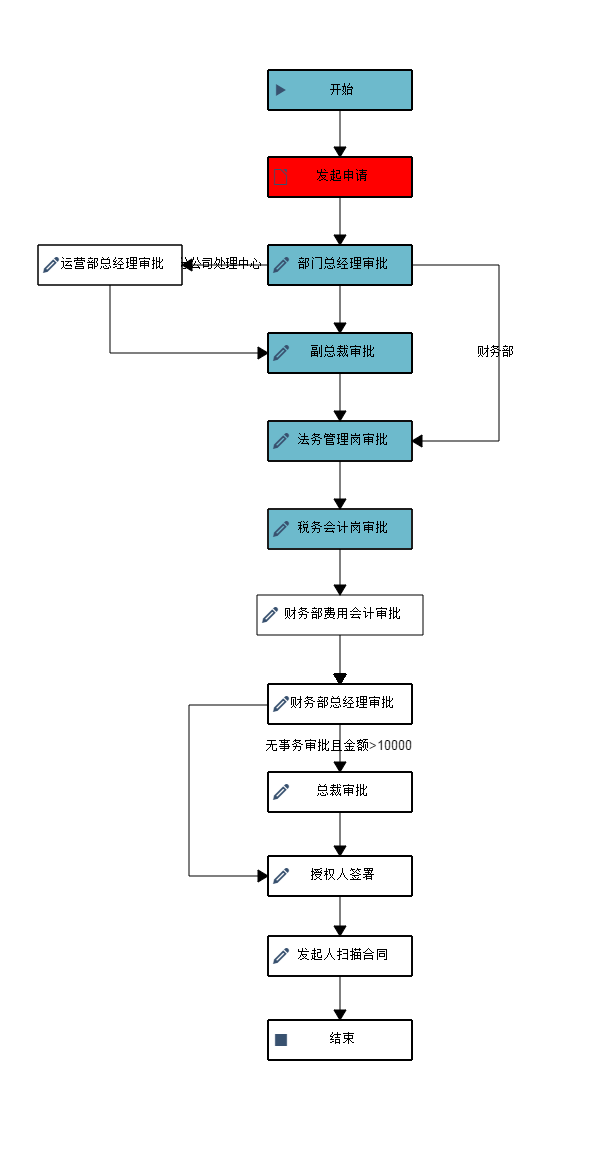 开始
发起申请
运营部总经理审批
公司处理中心
部门总经理审批
副总裁审批
财务部
法务管理岗审批
税务会计岗审批
财务部费用会计审批
财务部总经理审批
无事务审批且金额>10000
总裁审批
授权人签署
发起人扫描合同
结束